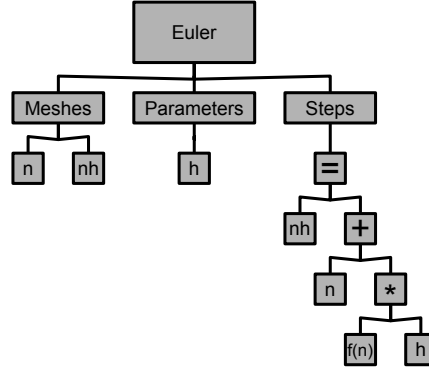 Euler
Meshes Parameters Steps
n nh h =
nh +
n *
f(n) h